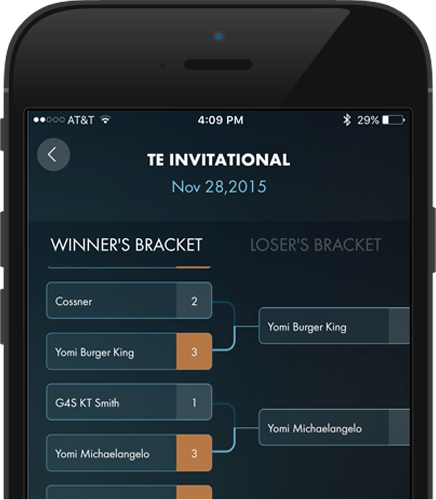 AT&T 4:09 PM 29%
TE INVITATIONAL
Nov 28,2015
WINNER'S BRACKET LOSER'S BRACKET
Cossner 2
Yomi Burger King
Yomi Burger King 3
G4S KT Smith 1
Yomi Michaelangelo
Yomi Michaelangelo 3